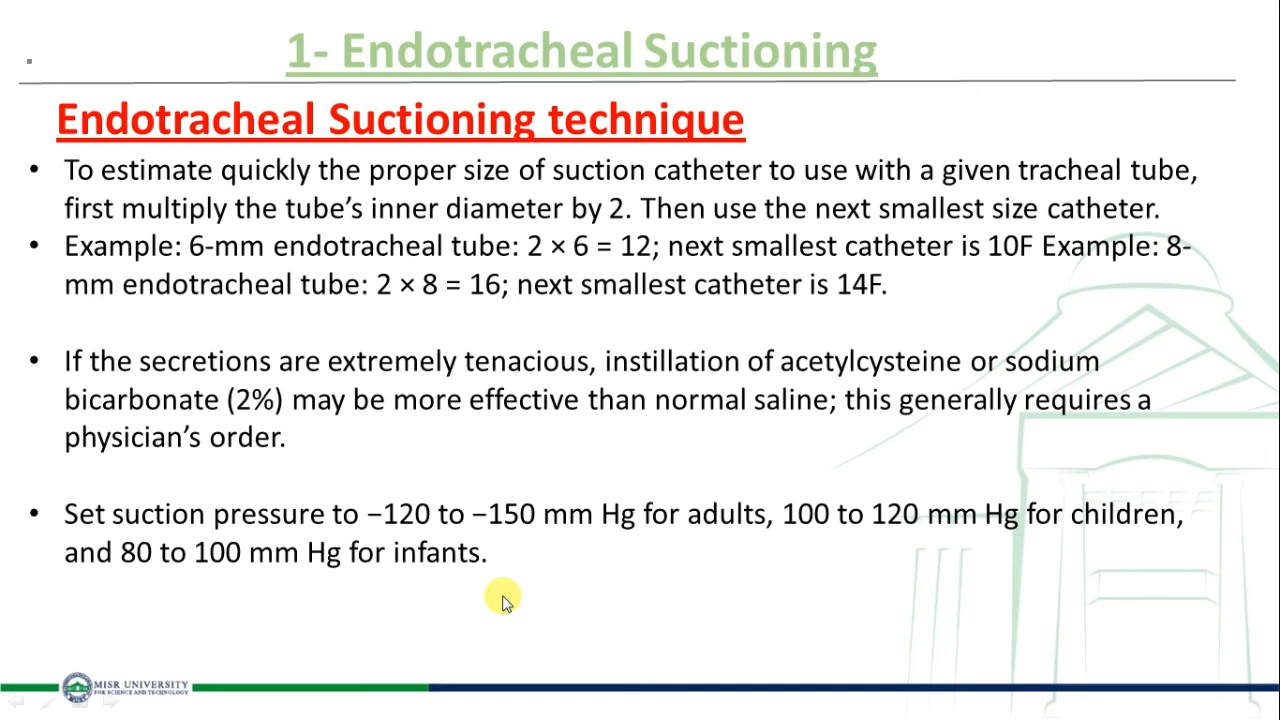 1- Endotracheal Suctioning
Endotracheal Suctioning technique
• To estimate quickly the proper size of suction catheter to use with a given tracheal tube,
first multiply the tube’s inner diameter by 2. Then use the next smallest size catheter.
• Example: 6-mm endotracheal tube: 2 × 6 = 12; next smallest catheter is 10F Example: 8-
mm endotracheal tube: 2 × 8 = 16; next smallest catheter is 14F.
• If the secretions are extremely tenacious, instillation of acetylcysteine or sodium
bicarbonate (2%) may be more effective than normal saline; this generally requires a
physician’s order.
• Set suction pressure to −120 to −150 mm Hg for adults, 100 to 120 mm Hg for children,
and 80 to 100 mm Hg for infants.
MISR UNIVERSITY
FOR SCIENCE AND TECHNOLOGY